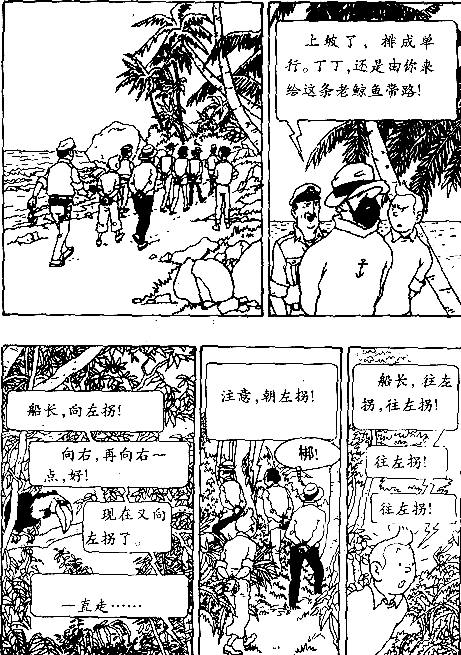 上坡了，排成单
行。丁丁，还是由你来
给这条老鲸鱼带路！
船长，向左拐！
向右，再向右一
点，好！
现在又向
左拐了。
一直走……
注意，朝左拐！
梆！
船长，往左
拐，往左拐！
往左拐！
往左拐！